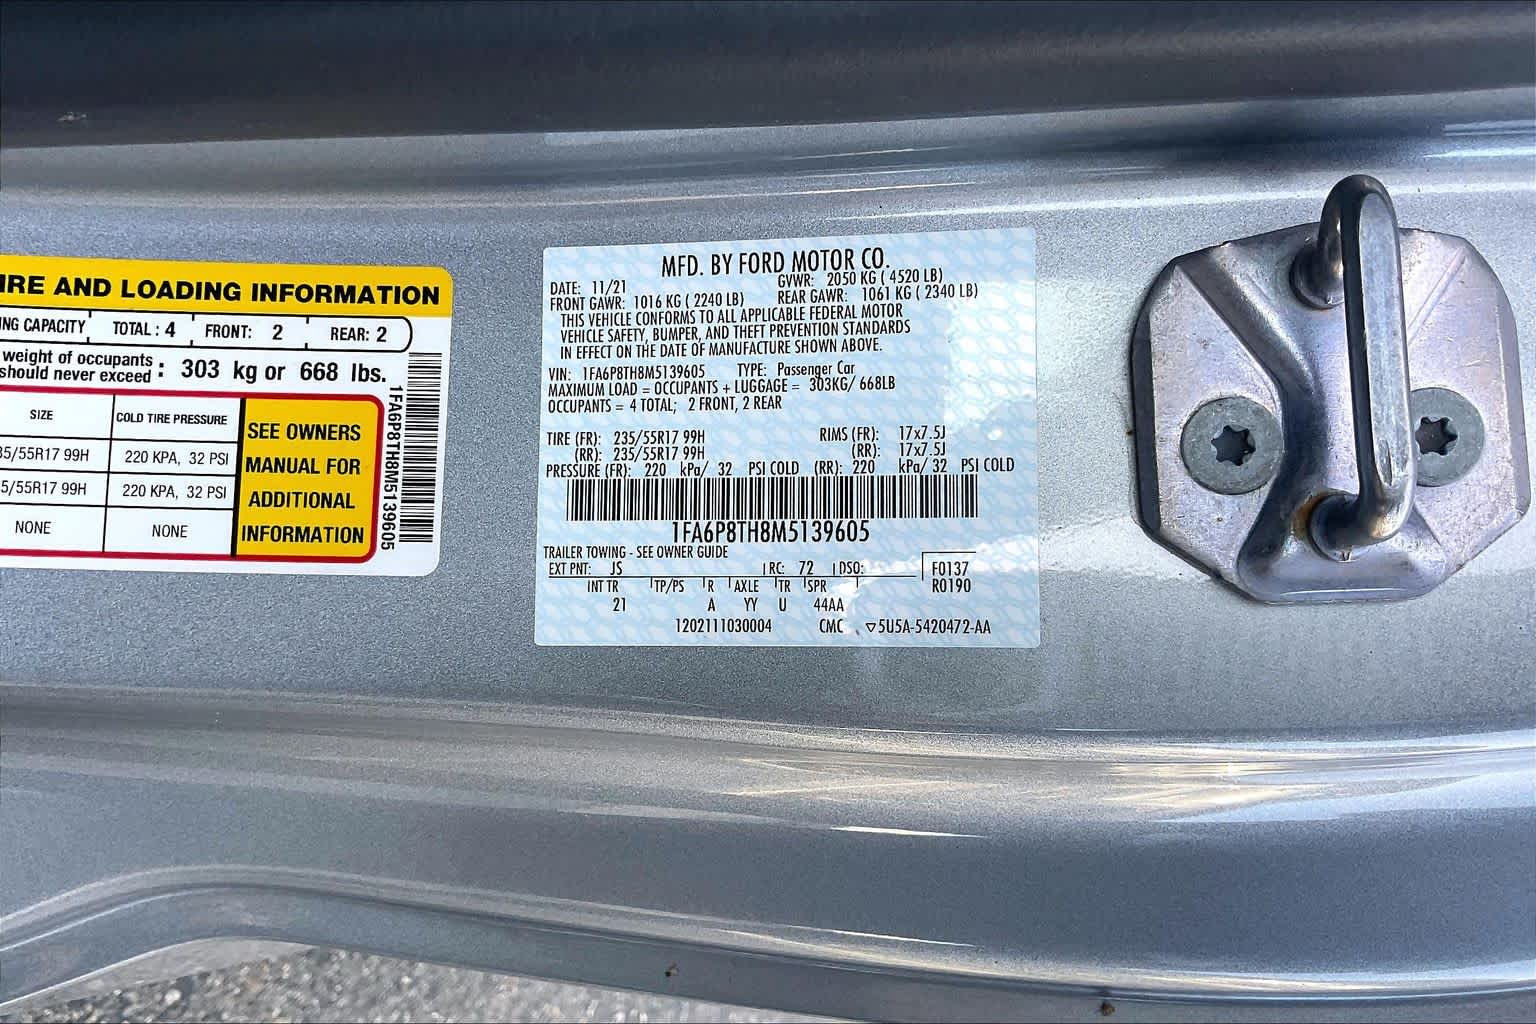 IRE AND LOADING INFORMATION
NG CAPACITY TOTAL : 4 FRONT: 2 REAR: 2
weight of occupants
should never exceed : 303 kg or 668 lbs.
SIZE COLD TIRE PRESSURE
35/55R17 99H 220 KPA, 32 PSI
5/55R17 99H 220 KPA, 32 PSI
NONE NONE
SEE OWNERS
MANUAL FOR
ADDITIONAL
INFORMATION
1FA6P8TH8M5139605
MFD. BY FORD MOTOR CO.
DATE: 11/21 GVWR: 2050 KG ( 4520 LB)
FRONT GAWR: 1016 KG ( 2240 LB) REAR GAWR: 1061 KG ( 2340 LB)
THIS VEHICLE CONFORMS TO ALL APPLICABLE FEDERAL MOTOR
VEHICLE SAFETY, BUMPER, AND THEFT PREVENTION STANDARDS
IN EFFECT ON THE DATE OF MANUFACTURE SHOWN ABOVE.
VIN: 1FA6P8TH8M5139605 TYPE: Passenger Car
MAXIMUM LOAD = OCCUPANTS + LUGGAGE = 303KG/ 668LB
OCCUPANTS = 4 TOTAL; 2 FRONT, 2 REAR
TIRE (FR): 235/55R17 99H RIMS (FR): 17x7.5J
(RR): 235/55R17 99H (RR): 17x7.5J
PRESSURE (FR): 220 kPa/ 32 PSI COLD (RR): 220 kPa/ 32 PSI COLD
1FA6P8TH8M5139605
TRAILER TOWING - SEE OWNER GUIDE
EXT PNT: JS RC: 72 DSO: F0137
INT TR TP/PS R AXLE TR SPR R0190
21 A YY U 44AA
1202111030004 CMC ▽5U5A-5420472-AA